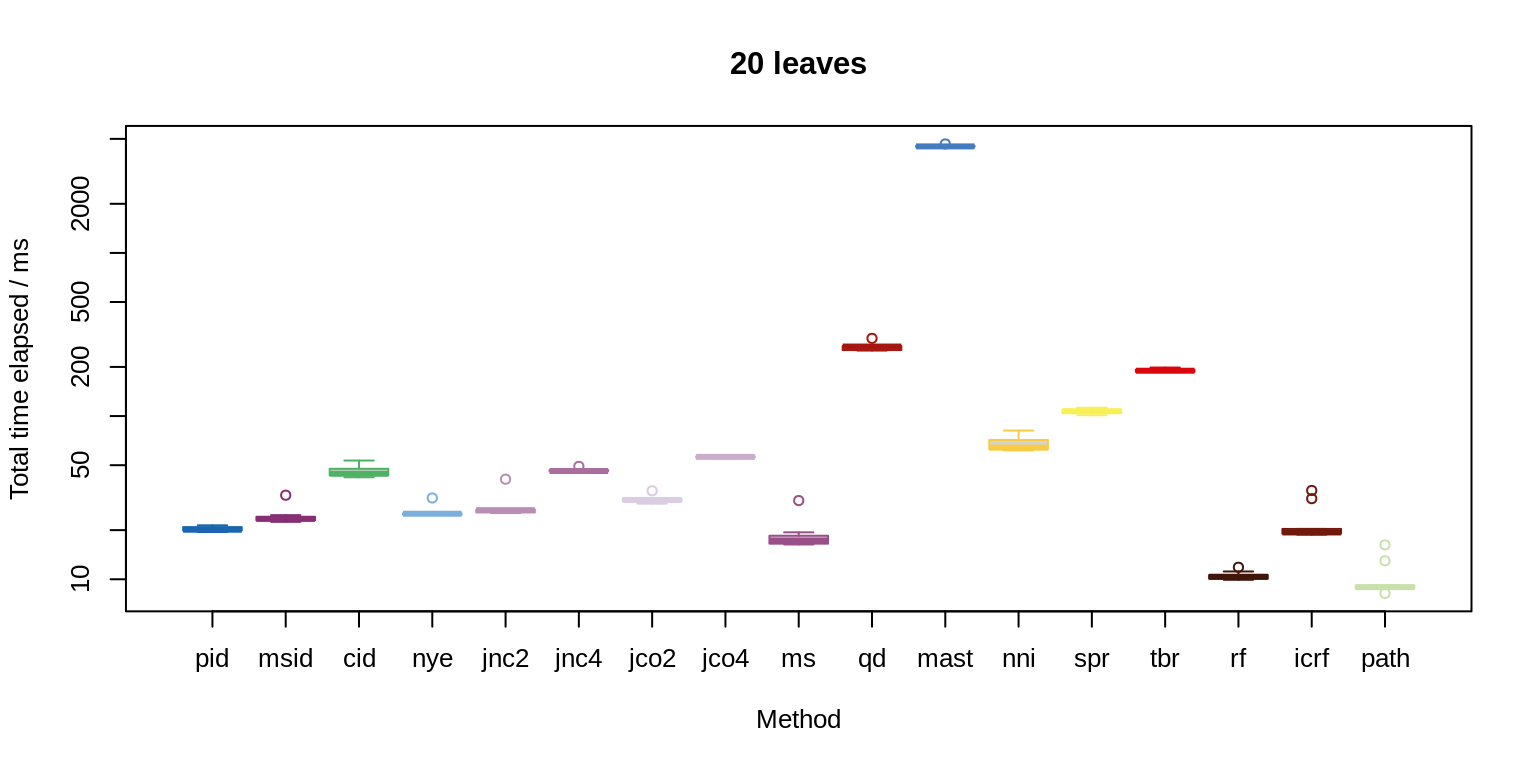 20 leaves
Total time elapsed / ms
2000
500
200
50
10
pid msid cid nye jnc2 jnc4 jco2 jco4 ms qd mast nni spr tbr rf icrf path
Method